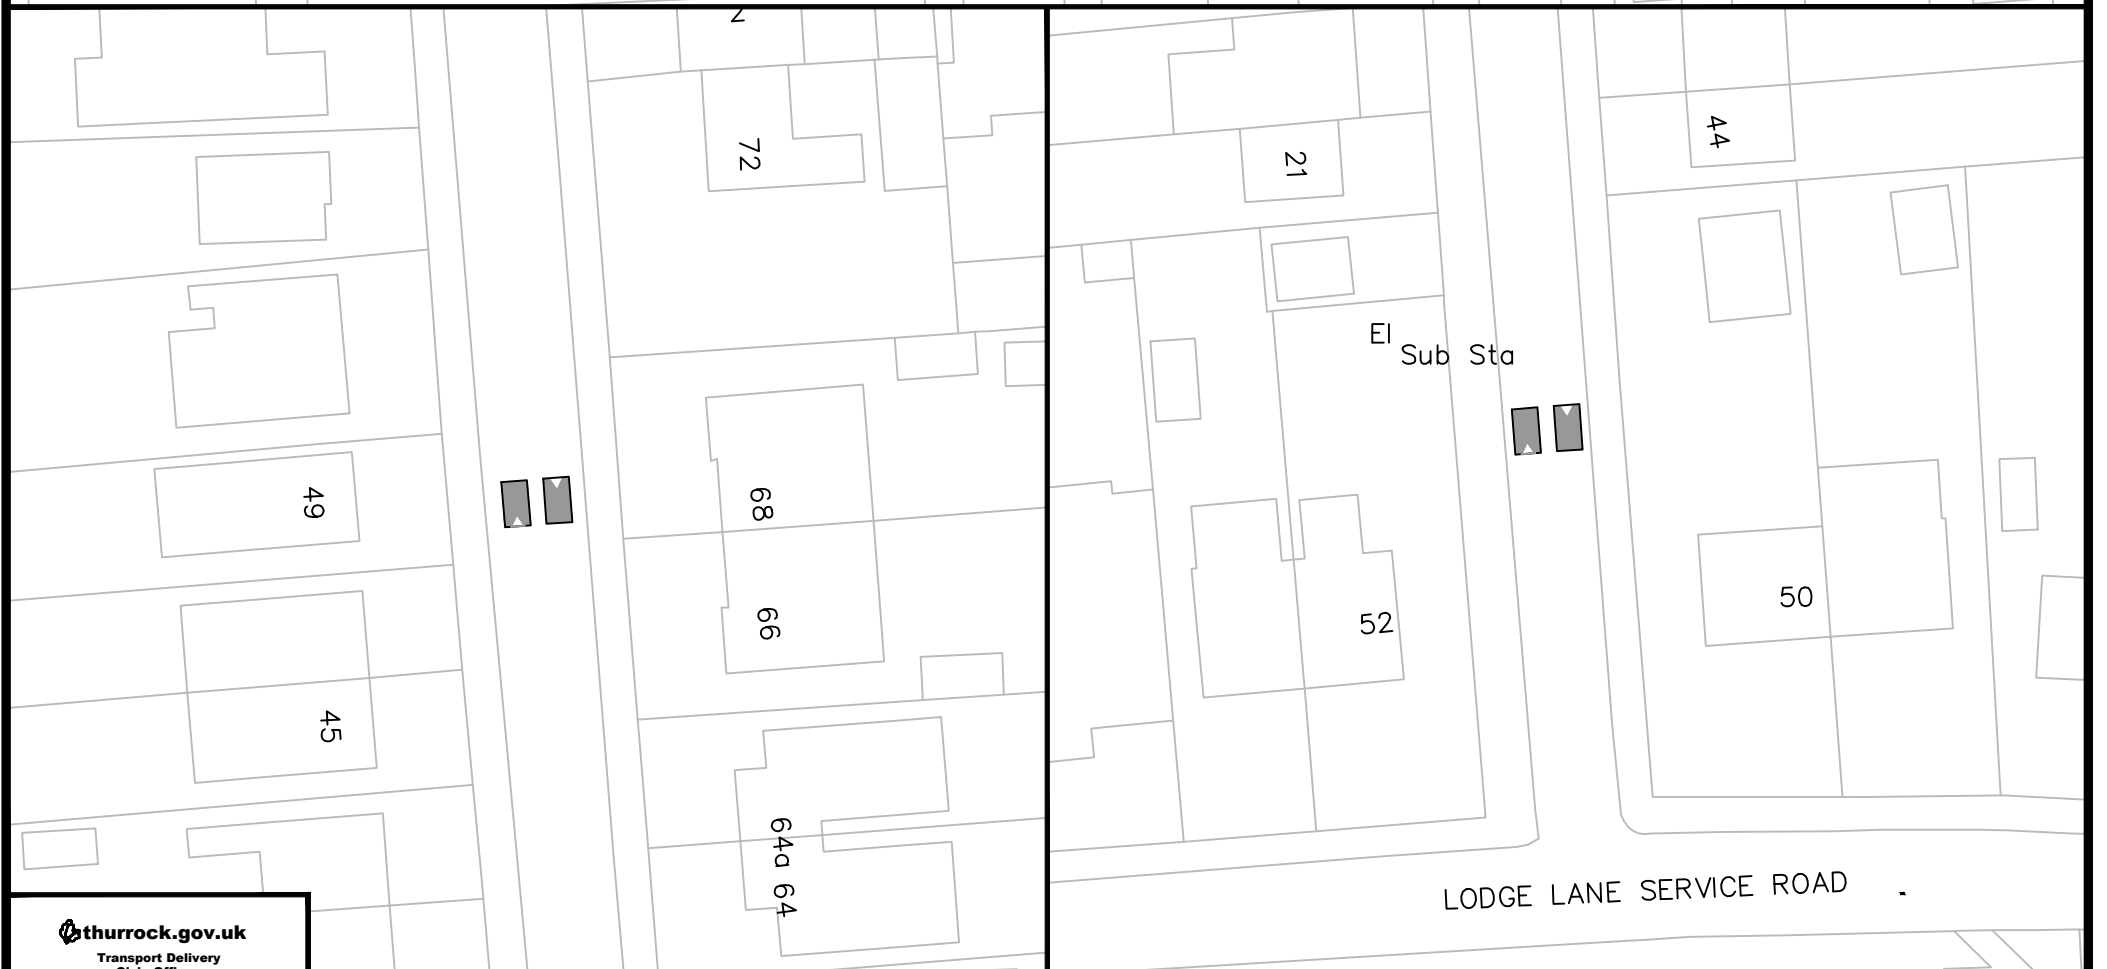 72
49
68
66
45
64a 64
thurrock.gov.uk
Transport Delivery
44
21
El
Sub Sta
52
50
LODGE LANE SERVICE ROAD